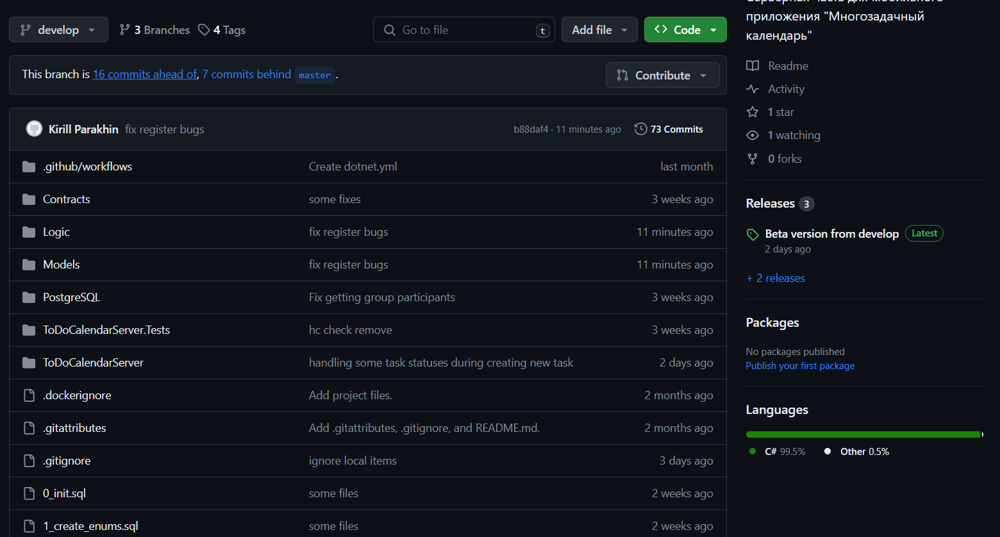 develop
3 Branches
4 Tags
Go to file
t
Add file
Code
This branch is 16 commits ahead of, 7 commits behind master.
Contribute
Kirill Parakhin fix register bugs b88daf4 · 11 minutes ago 73 Commits
.github/workflows Create dotnet.yml last month
Contracts some fixes 3 weeks ago
Logic fix register bugs 11 minutes ago
Models fix register bugs 11 minutes ago
PostgreSQL Fix getting group participants 3 weeks ago
ToDoCalendarServer.Tests hc check remove 3 weeks ago
ToDoCalendarServer handling some task statuses during creating new task 2 days ago
.dockerignore Add project files. 2 months ago
.gitattributes Add .gitattributes, .gitignore, and README.md. 2 months ago
.gitignore ignore local items 3 days ago
0_init.sql some files 2 weeks ago
1_create_enums.sql some files 2 weeks ago
Серверная часть для мобильного
приложения "Многозадачный
календарь"
Readme
Activity
1 star
1 watching
0 forks
Releases 3
Beta version from develop Latest
2 days ago
+ 2 releases
Packages
No packages published
Publish your first package
Languages
C# 99.5% Other 0.5%